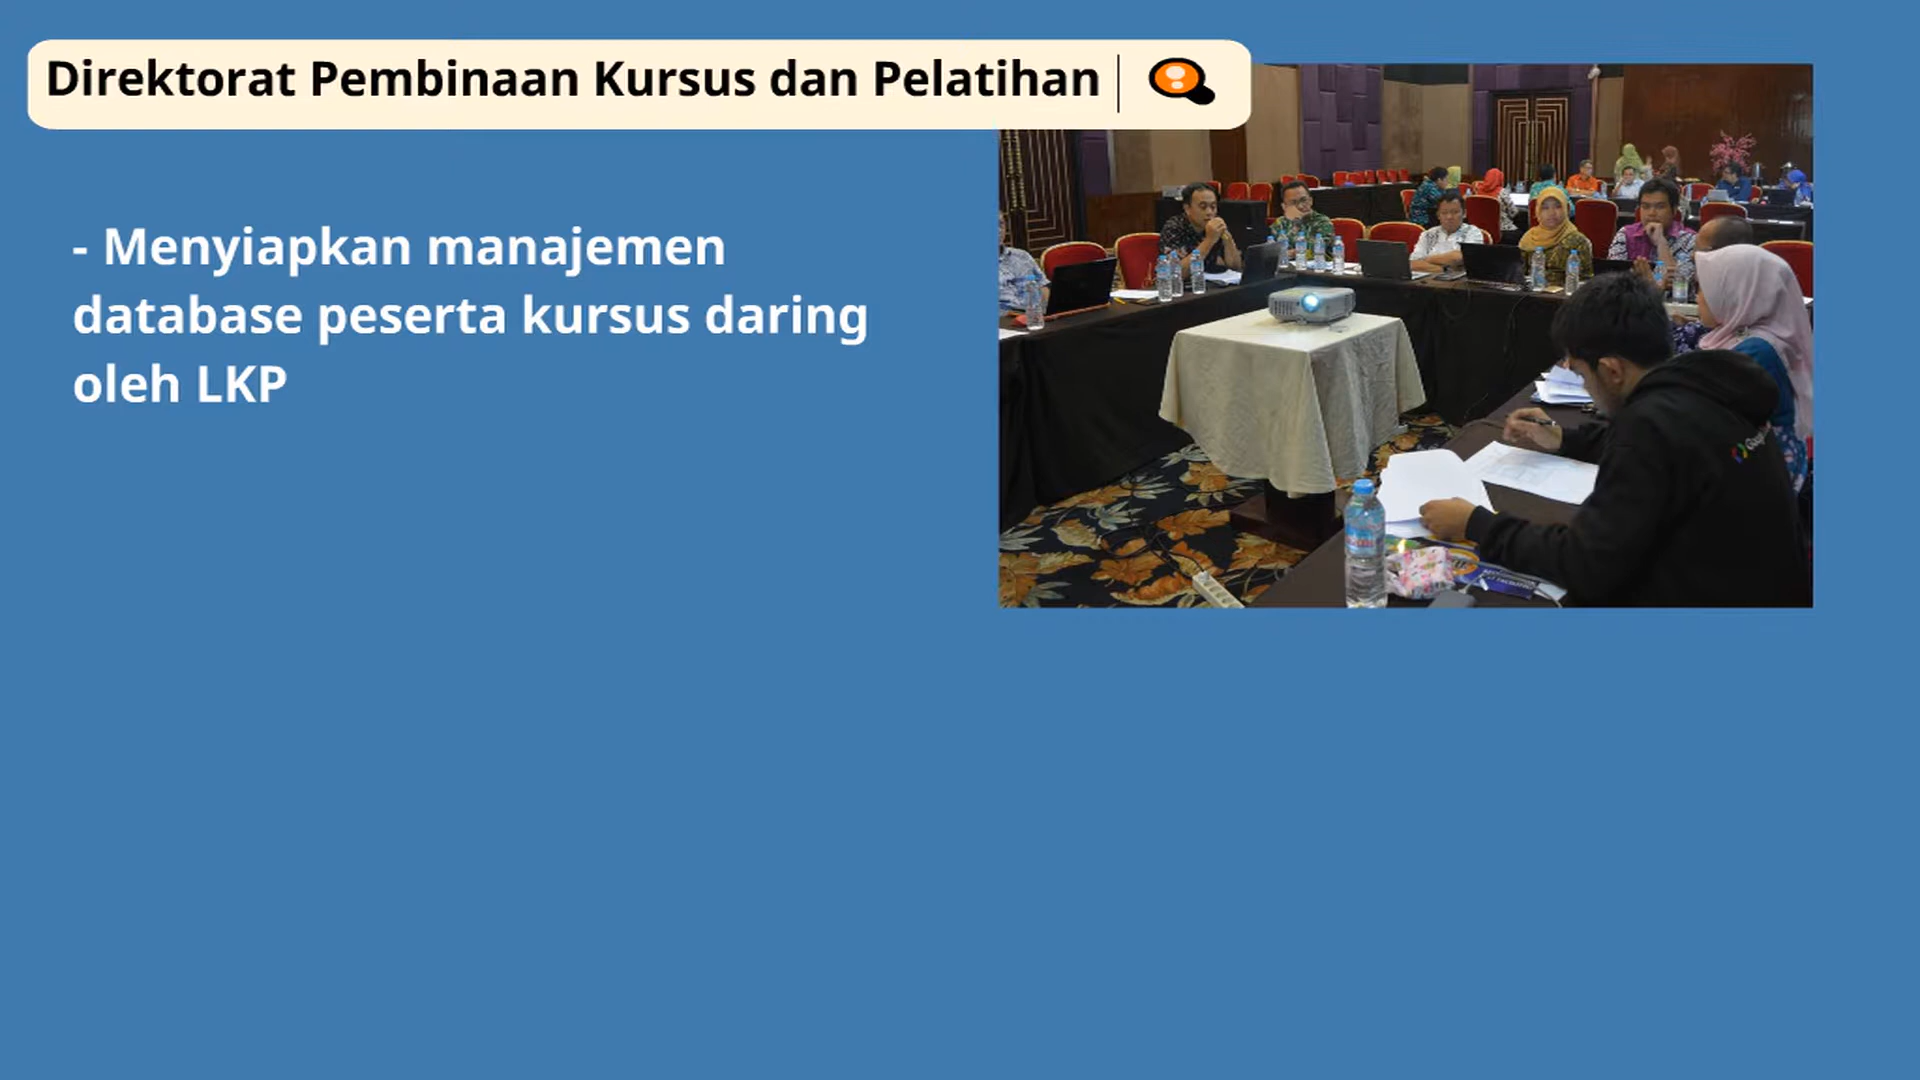 Direktorat Pembinaan Kursus dan Pelatihan
- Menyiapkan manajemen
database peserta kursus daring
oleh LKP